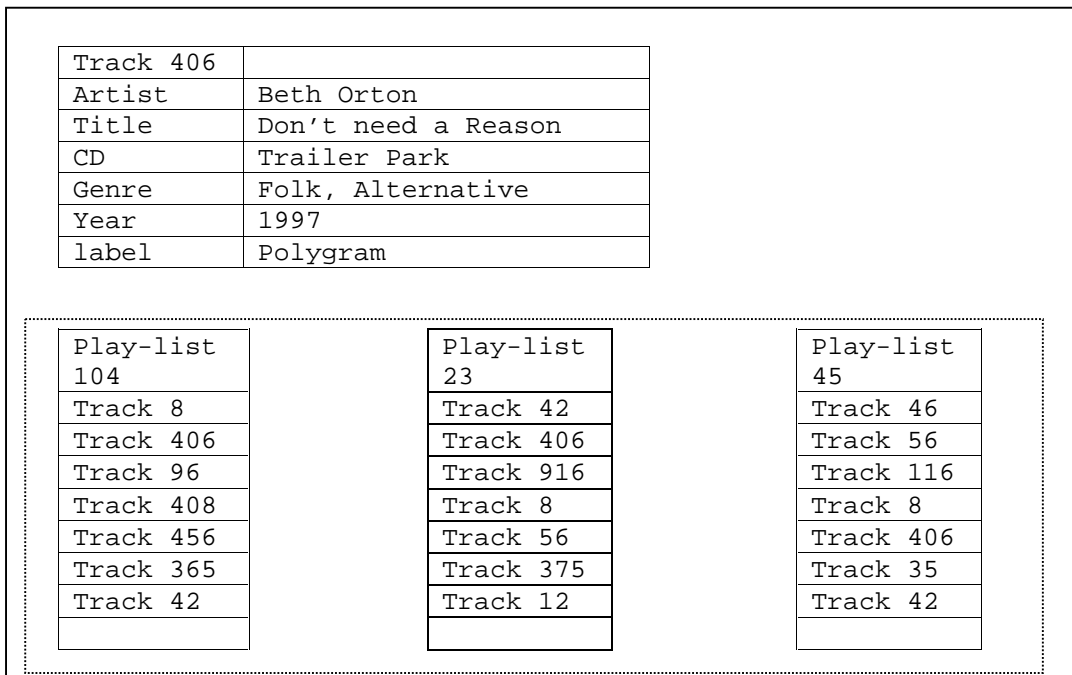 Track 406
Artist Beth Orton
Title Don't need a Reason
CD Trailer Park
Genre Folk, Alternative
Year 1997
label Polygram
Play-list
104
Track 8
Track 406
Track 96
Track 408
Track 456
Track 365
Track 42
Play-list
23
Track 42
Track 406
Track 916
Track 8
Track 56
Track 375
Track 12
Play-list
45
Track 46
Track 56
Track 116
Track 8
Track 406
Track 35
Track 42